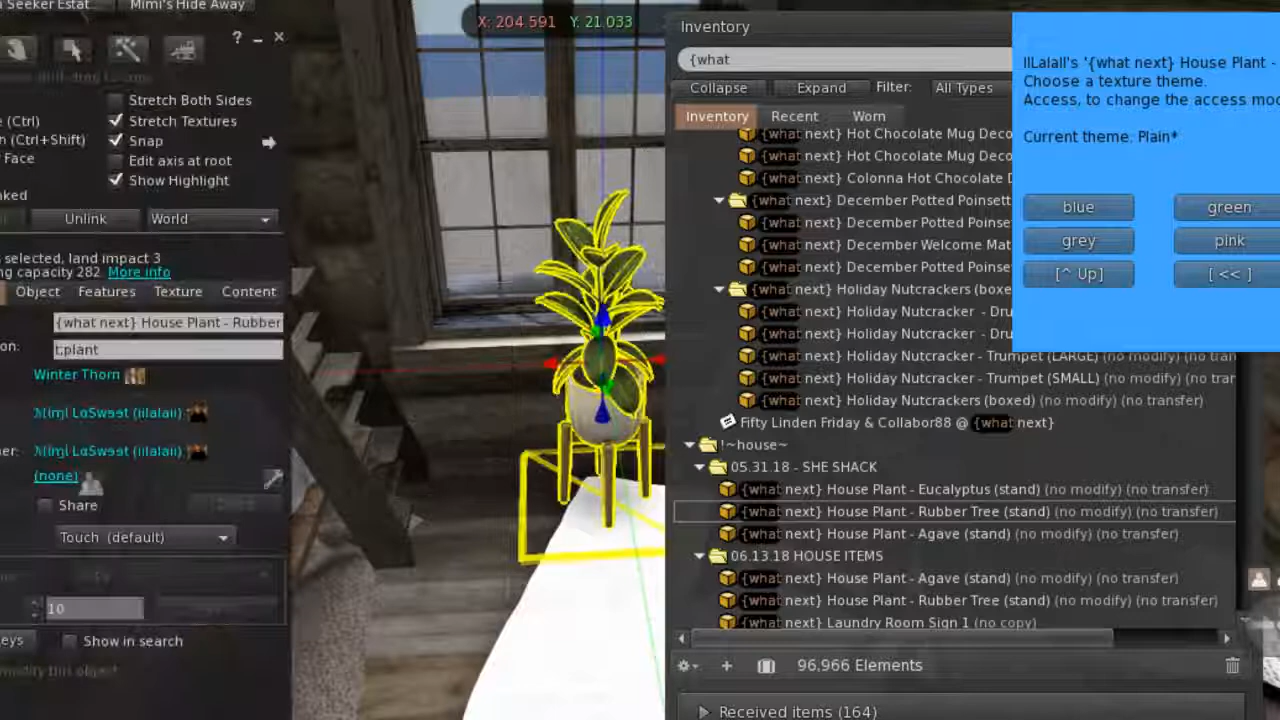 Seeker Estat
Mimi's Hide Away
? _ ×
Stretch Both Sides
(Ctrl)
Stretch Textures
(Ctrl+Shift)
Snap
Face
Edit axis at root
Show Highlight
Unlink
World
selected, land impact 3
capacity 282 More info
Object Features Texture Content
{what next} House Plant - Rubber
t;plant
Winter Thorn
(iilalaii)
(iilalaii)
(none)
Share
Touch (default)
10
Show in search
modify this object
X: 204.591 Y: 21.033
Inventory
{what
Collapse Expand Filter: All Types
Inventory Recent Worn
{what next} Hot Chocolate Mug Deco
{what next} Hot Chocolate Mug Deco
{what next} Colonna Hot Chocolate D
{what next} December Potted Poinsett
{what next} December Potted Poinse
{what next} December Welcome Mat
{what next} December Potted Poinse
{what next} Holiday Nutcrackers (boxe
{what next} Holiday Nutcracker - Dru
{what next} Holiday Nutcracker - Dru
{what next} Holiday Nutcracker - Trumpet (LARGE) (no modify) (no tran
{what next} Holiday Nutcracker - Trumpet (SMALL) (no modify) (no trar
{what next} Holiday Nutcrackers (boxed) (no modify) (no transfer)
Fifty Linden Friday & Collabor88 @ {what next}
!~house~
05.31.18 - SHE SHACK
{what next} House Plant - Eucalyptus (stand) (no modify) (no transfer)
{what next} House Plant - Rubber Tree (stand) (no modify) (no transfer)
{what next} House Plant - Agave (stand) (no modify) (no transfer)
06.13.18 HOUSE ITEMS
{what next} House Plant - Agave (stand) (no modify) (no transfer)
{what next} House Plant - Rubber Tree (stand) (no modify) (no transfer)
{what next} Laundry Room Sign 1 (no copy)
96,966 Elements
Received items (164)
'{what next} House Plant -
Choose a texture theme.
Access, to change the access mod
Current theme: Plain*
blue green
grey pink
[^ Up] [ << ]